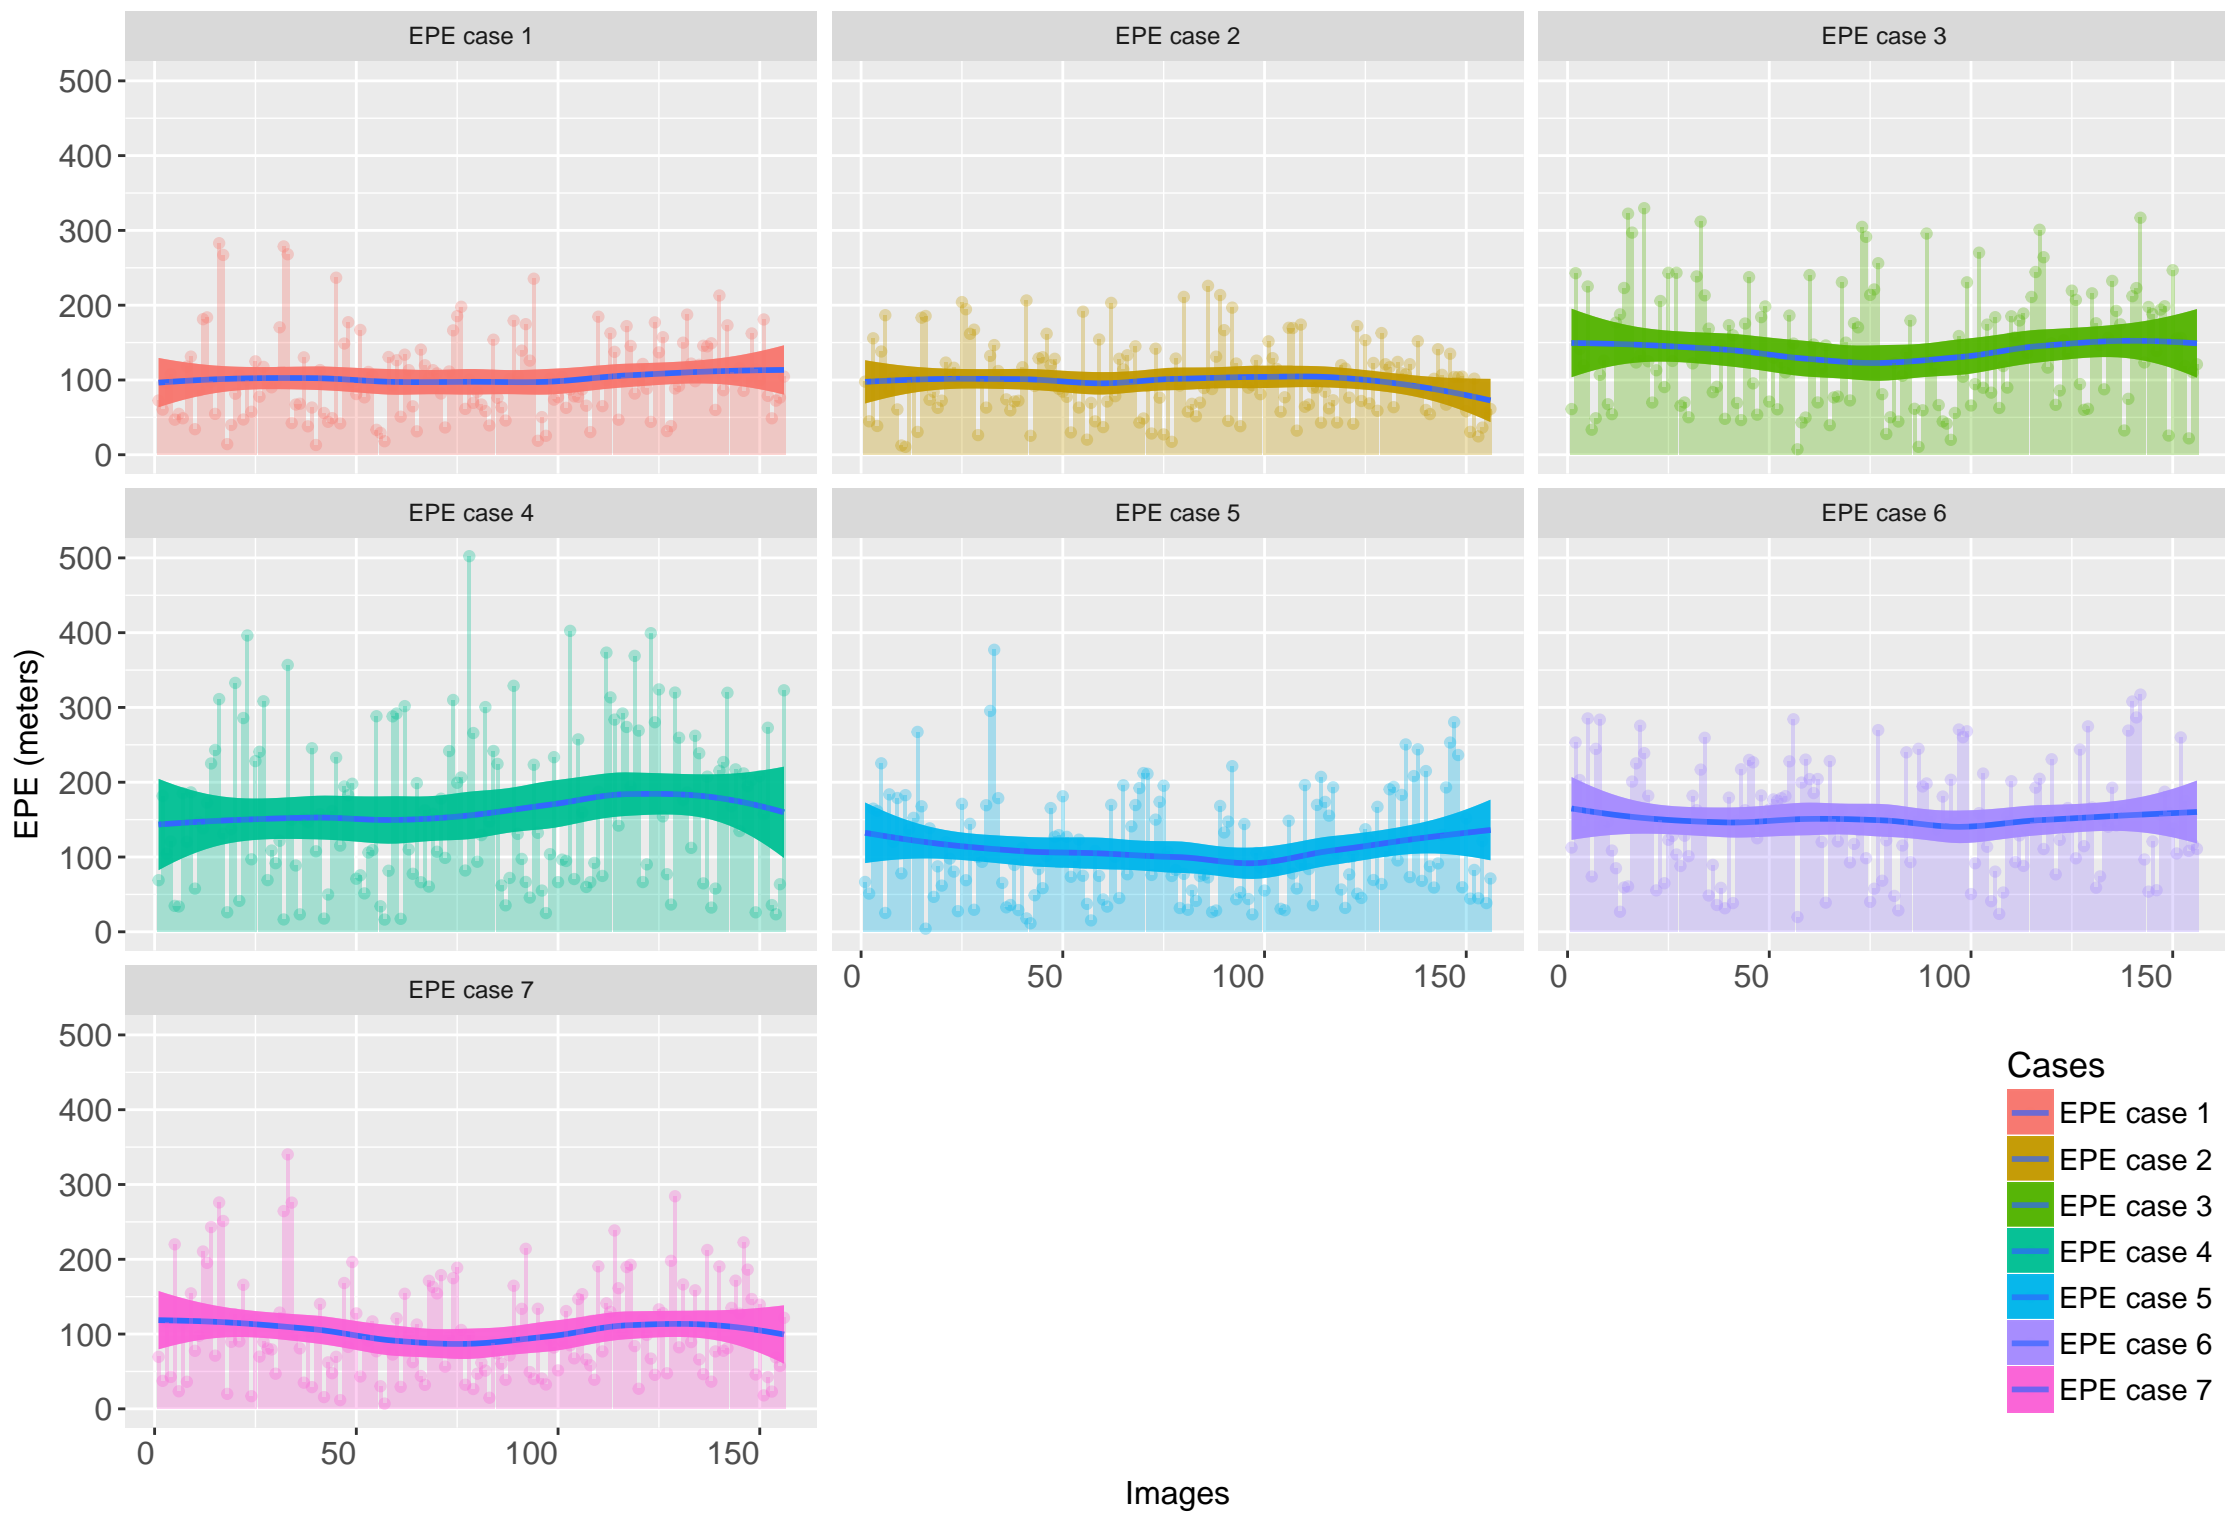 EPE case 1 EPE case 2 EPE case 3
500
400
300
200
100
0
EPE case 4 EPE case 5 EPE case 6
500
400
300
200
100
0
EPE (meters)
0 50 100 150 0 50 100 150
EPE case 7
500
400
300
200
100
0
0 50 100 150
Images
Cases
EPE case 1
EPE case 2
EPE case 3
EPE case 4
EPE case 5
EPE case 6
EPE case 7